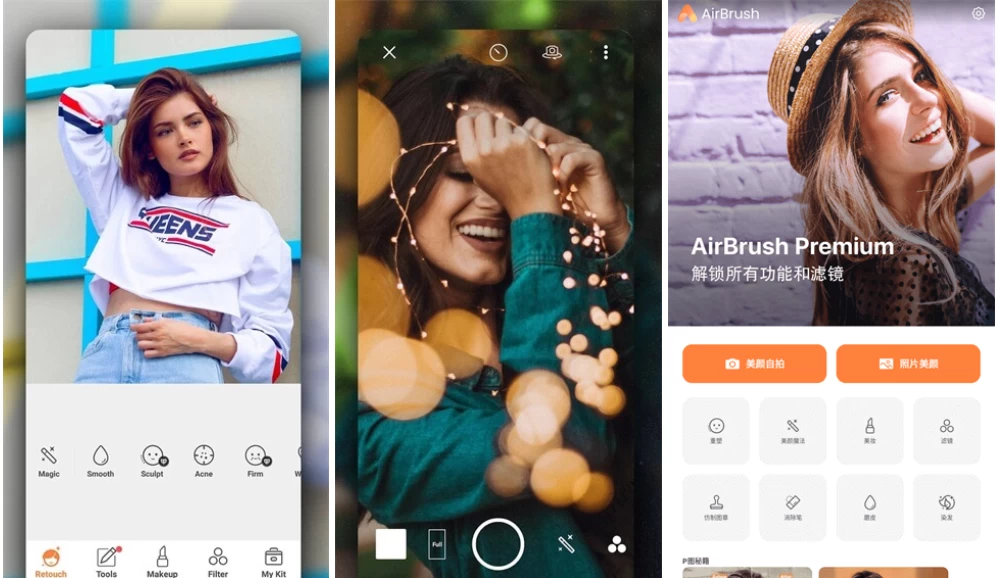 QUEENS
Magic
Smooth
Sculpt
Acne
Firm
Retouch
Tools
Makeup
Filter
My Kit
Full
AirBrush
AirBrush Premium
解锁所有功能和滤镜
美颜自拍
照片美颜
重塑
美颜魔法
美妆
滤镜
仿制图章
消除笔
磨皮
染发
P图秘籍